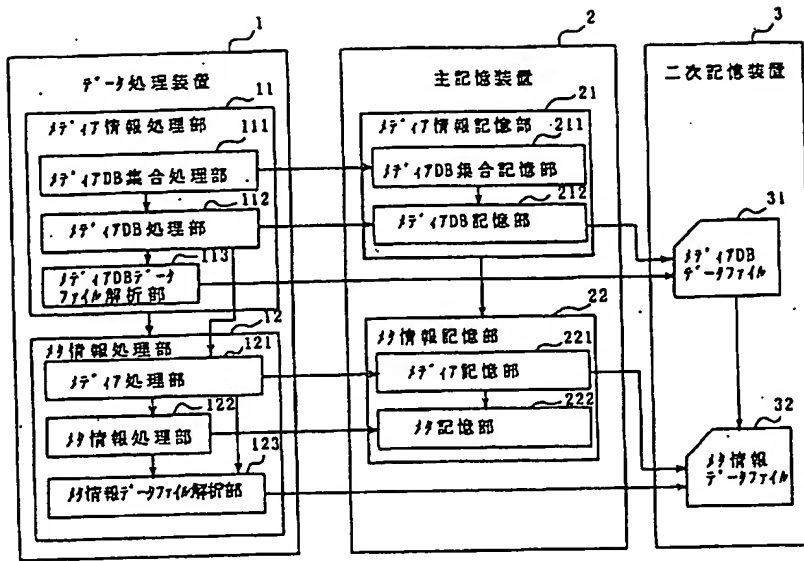 1
データ処理装置
11
メディア情報処理部
111
メディアDB集合処理部
112
メディアDB処理部
113
メディアDBデータ
ファイル解析部
12
メタ情報処理部
121
メディア処理部
122
メタ情報処理部
123
メタ情報データファイル解析部
2
主記憶装置
21
メディア情報記憶部
211
メディアDB集合記憶部
212
メディアDB記憶部
22
メタ情報記憶部
221
メディア記憶部
222
メタ記憶部
3
二次記憶装置
31
メディアDB
データファイル
32
メタ情報
データファイル